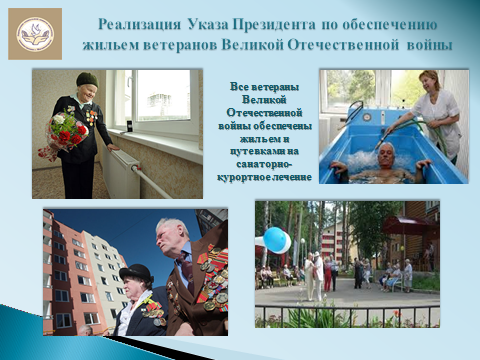 Реализация Указа Президента по обеспечению
жильем ветеранов Великой Отечественной войны
Все ветераны
Великой
Отечественной
войны обеспечены
жильем и
путевками на
санаторно-
курортное лечение